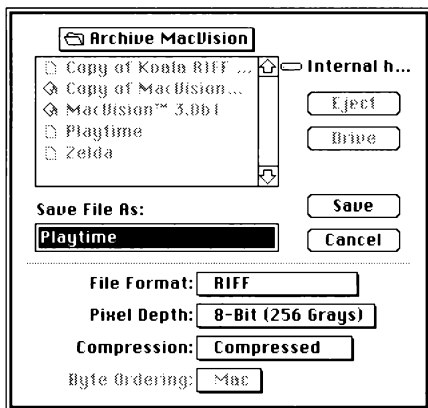 Archive MacVision
Copy of Koala RIFF ...
Copy of MacVision...
MacVision™ 3.0b1
Playtime
Zelda
Internal h...
Eject
Drive
Save File As:
Playtime
Save
Cancel
File Format: RIFF
Pixel Depth: 8-Bit (256 Grays)
Compression: Compressed
Byte Ordering: Mac